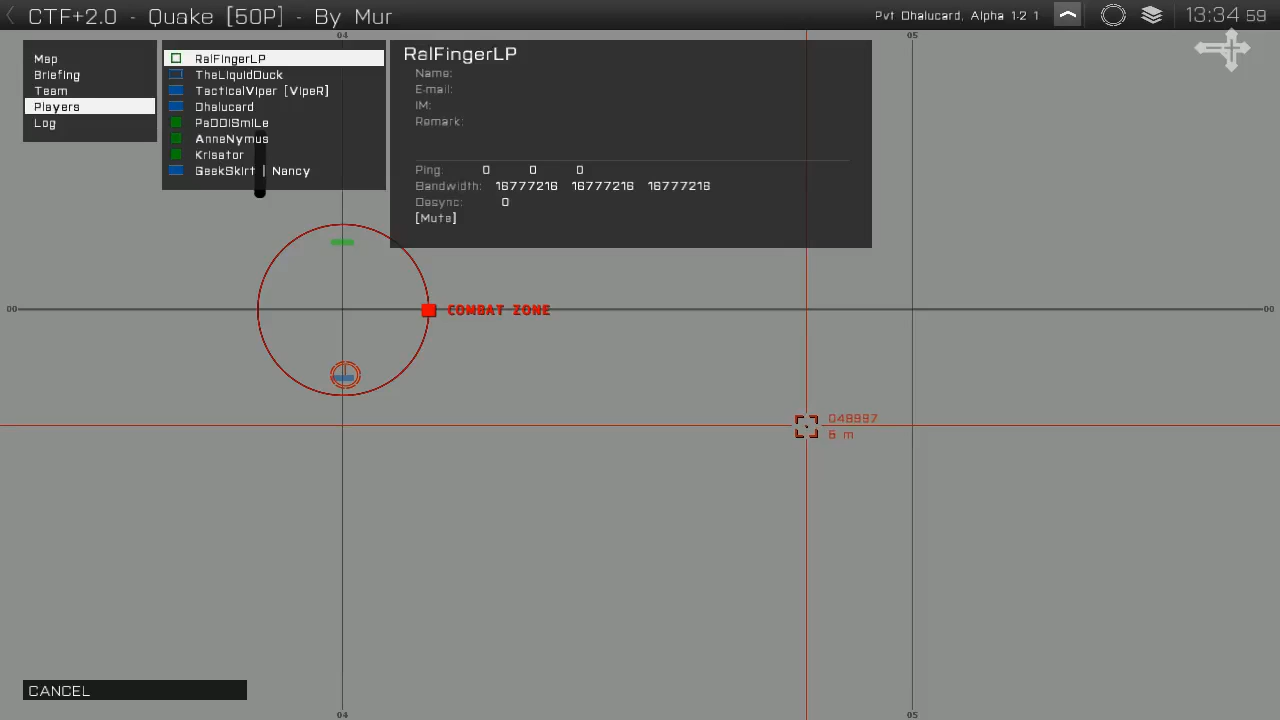 CTF+2.0 - Quake [50P] - By Mur
Pvt Dhalucard, Alpha 1-2 1
13:34 59
04
05
Map
Briefing
Team
Players
Log
RalFingerLP
TheLiquidDuck
TacticalViper [VipeR]
Dhalucard
PaDDiSmiLe
AnneNymus
Krisator
GeekSkirt | Nancy
RalFingerLP
Name:
E-mail:
IM:
Remark:
Ping: 0 0 0
Bandwidth: 16777216 16777216 16777216
Desync: 0
[Mute]
00
COMBAT ZONE
00
048997
6 m
CANCEL
04
05